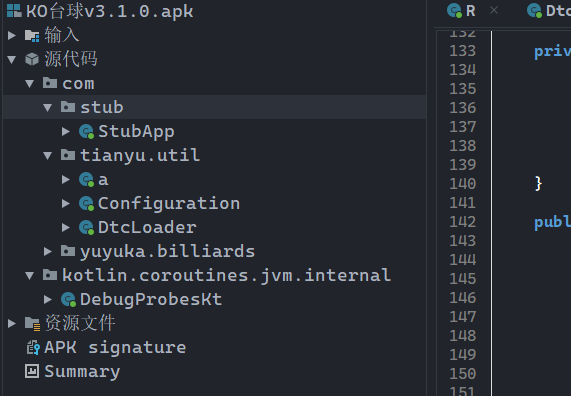 KO台球v3.1.0.apk
输入
源代码
com
stub
StubApp
tianyu.util
a
Configuration
DtcLoader
yuyuka.billiards
kotlin.coroutines.jvm.internal
DebugProbesKt
资源文件
APK signature
Summary
R × Dtc
132
133 priv
134
135
136
137
138
139
140 }
141
142 publ
143
144
145
146
147
148
149
150
151